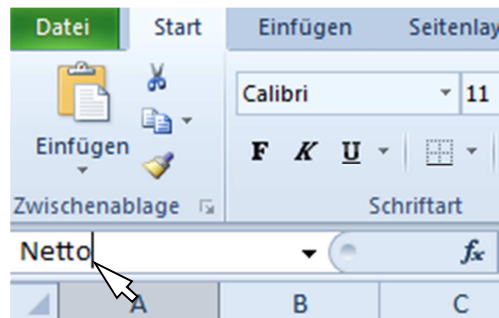 Datei Start Einfügen Seitenlay
Calibri 11
Einfügen F K U
Zwischenablage Schriftart
Netto fx
A B C